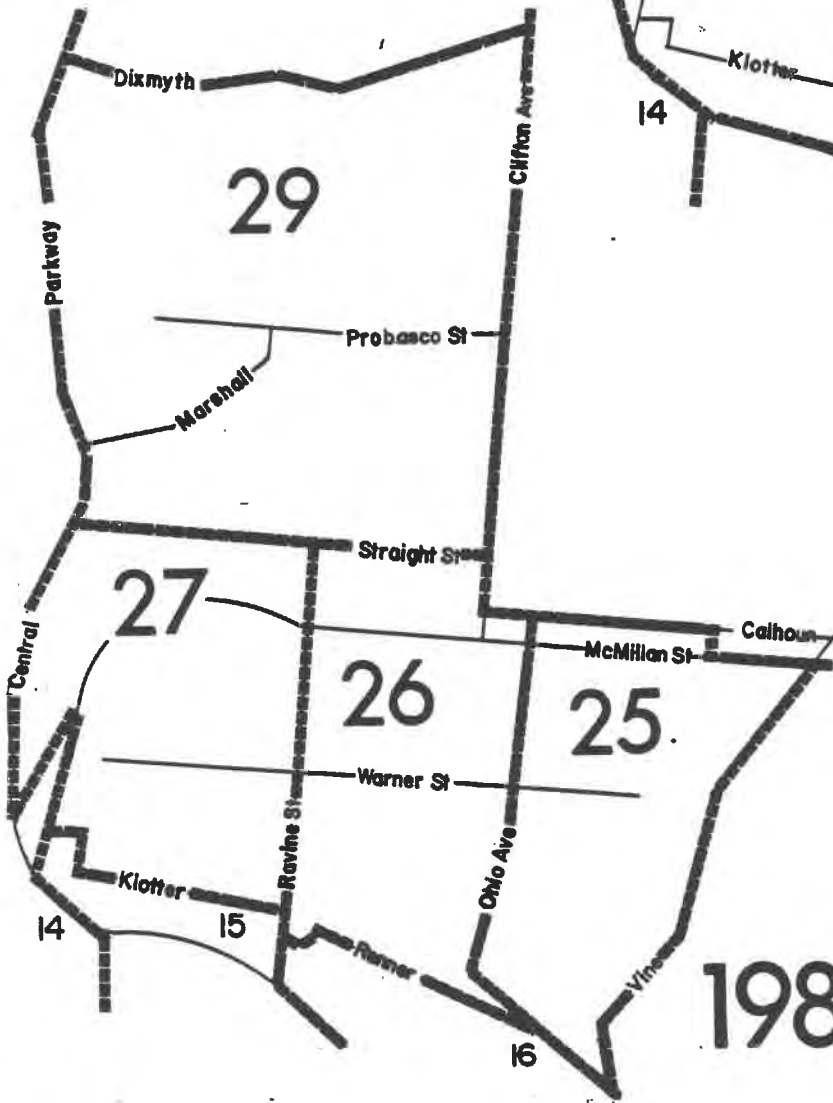 Dixmyth
Clifton Ave
Klotter
14
29
Parkway
Probasco St
Marshall
Straight St
27
Central
Calhoun
McMillan St
26
25
Warner St
Ravine St
Ohio Ave
Klotter
14
15
Renner
Vine
198
16